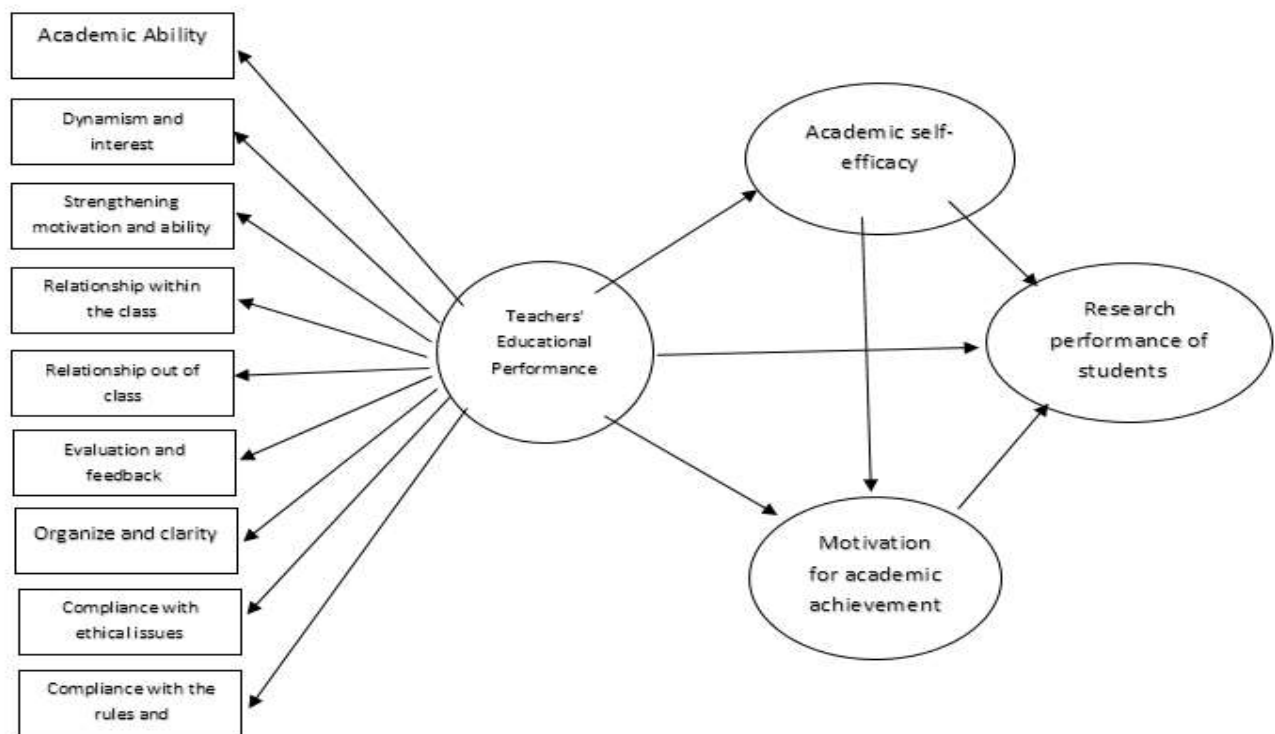 Academic Ability
Dynamism and
interest
Strengthening
motivation and ability
Relationship within
the class
Relationship out of
class
Evaluation and
feedback
Organize and clarity
Compliance with
ethical issues
Compliance with the
rules and
Teachers'
Educational
Performance
Academic self-
efficacy
Motivation
for academic
achievement
Research
performance of
students